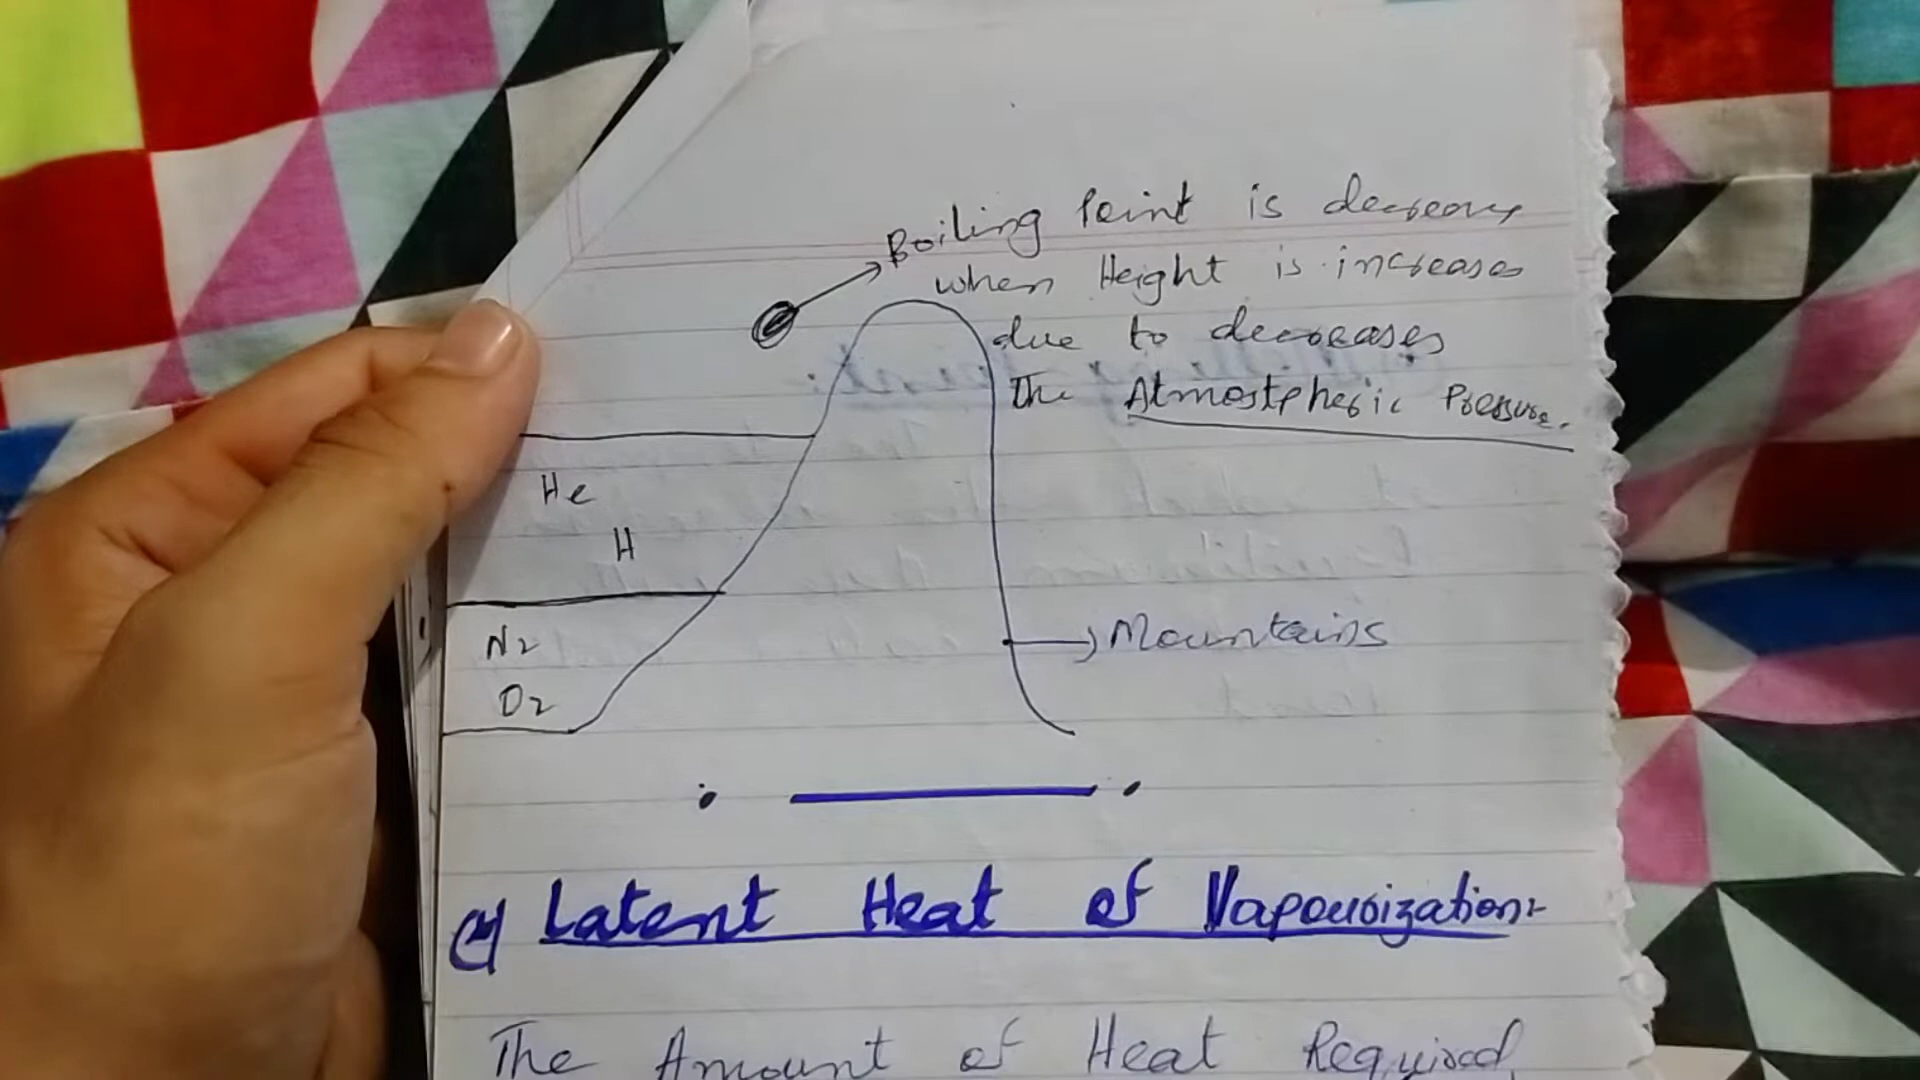 Boiling Point is decreases
when Height is increases
due to decreases
The Atmostpheric Pressure.
He
H
N2
O2
Mountains
Latent Heat of Vapourization:-
The Amount of Heat Required